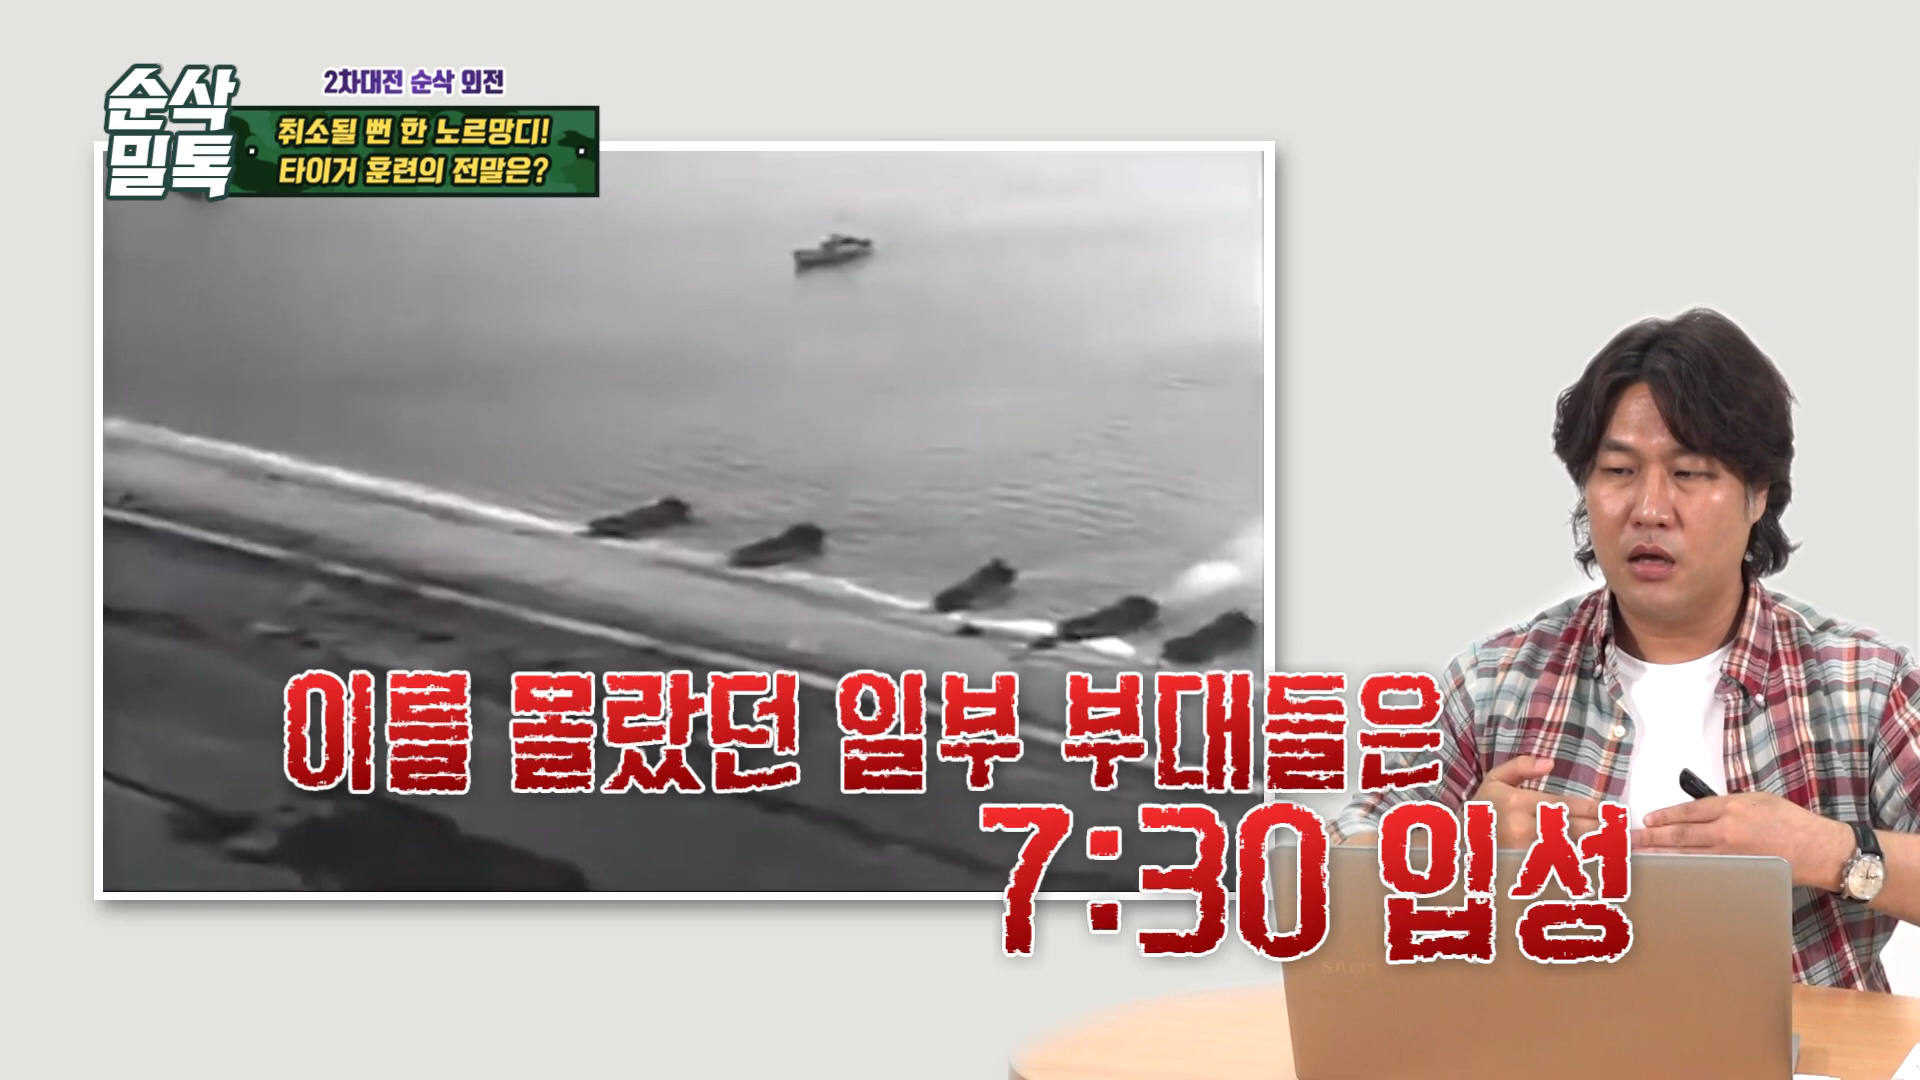 순삭
밀톡
2차대전 순삭 외전
취소될 뻔 한 노르망디!
타이거 훈련의 전말은?
이를 몰랐던 일부 부대들은
7:30 입성